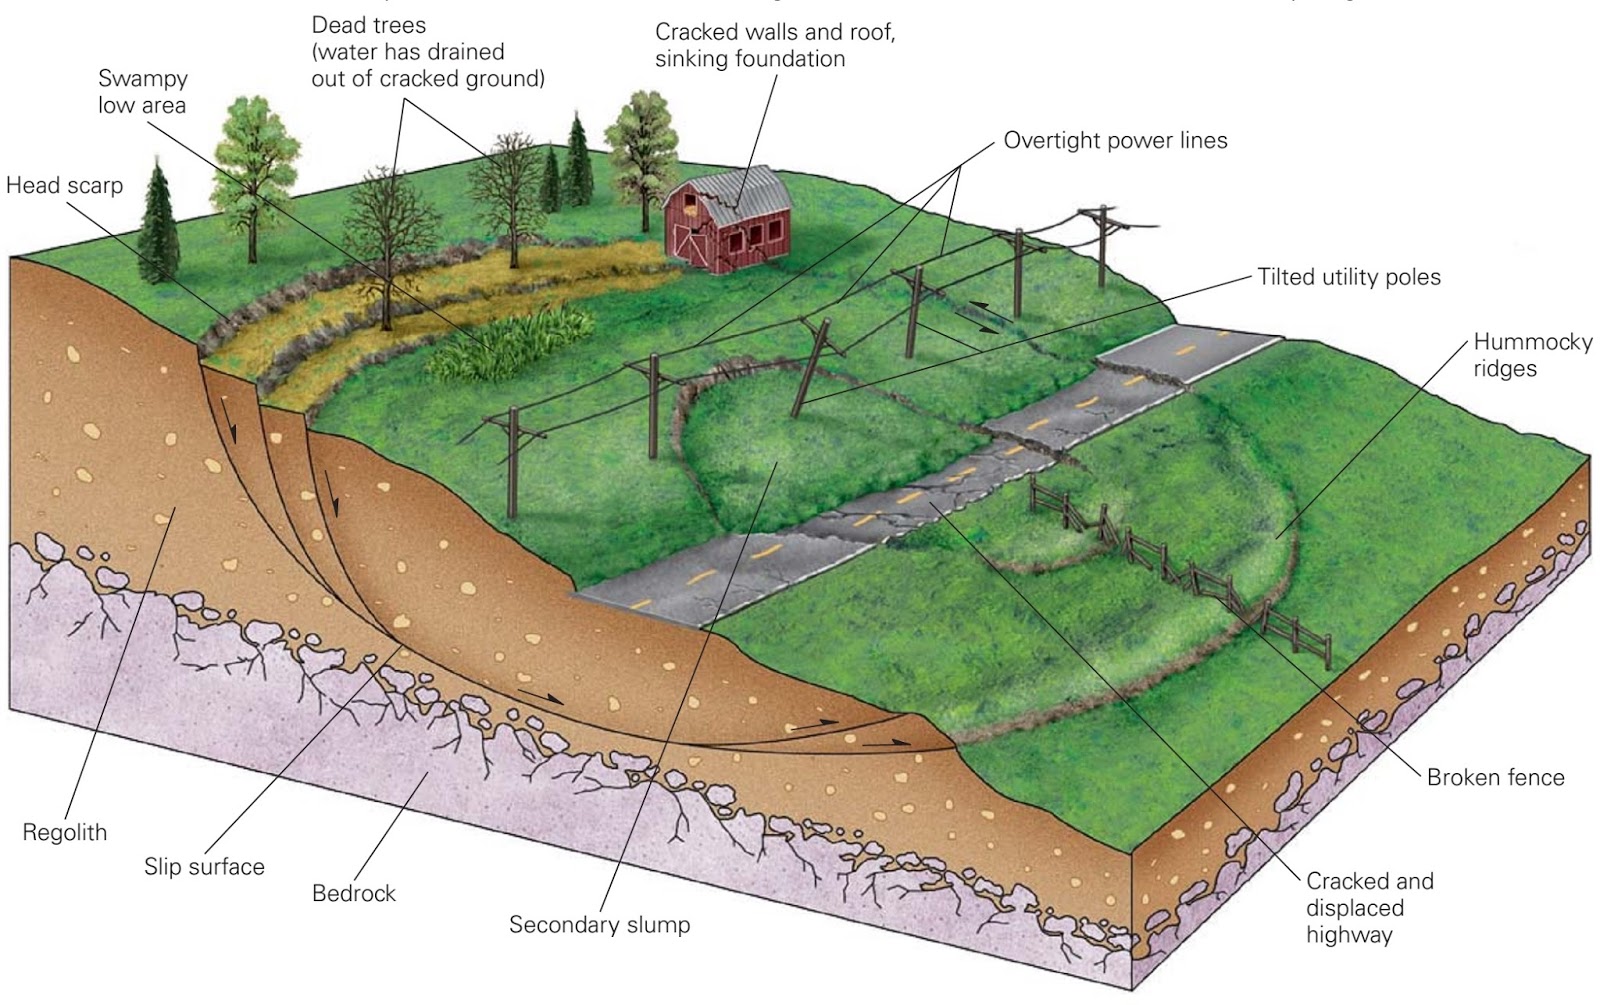 Dead trees
(water has drained
out of cracked ground)
Cracked walls and roof,
sinking foundation
Swampy
low area
Overtight power lines
Head scarp
Tilted utility poles
Hummocky
ridges
Broken fence
Regolith
Slip surface
Bedrock
Secondary slump
Cracked and
displaced
highway